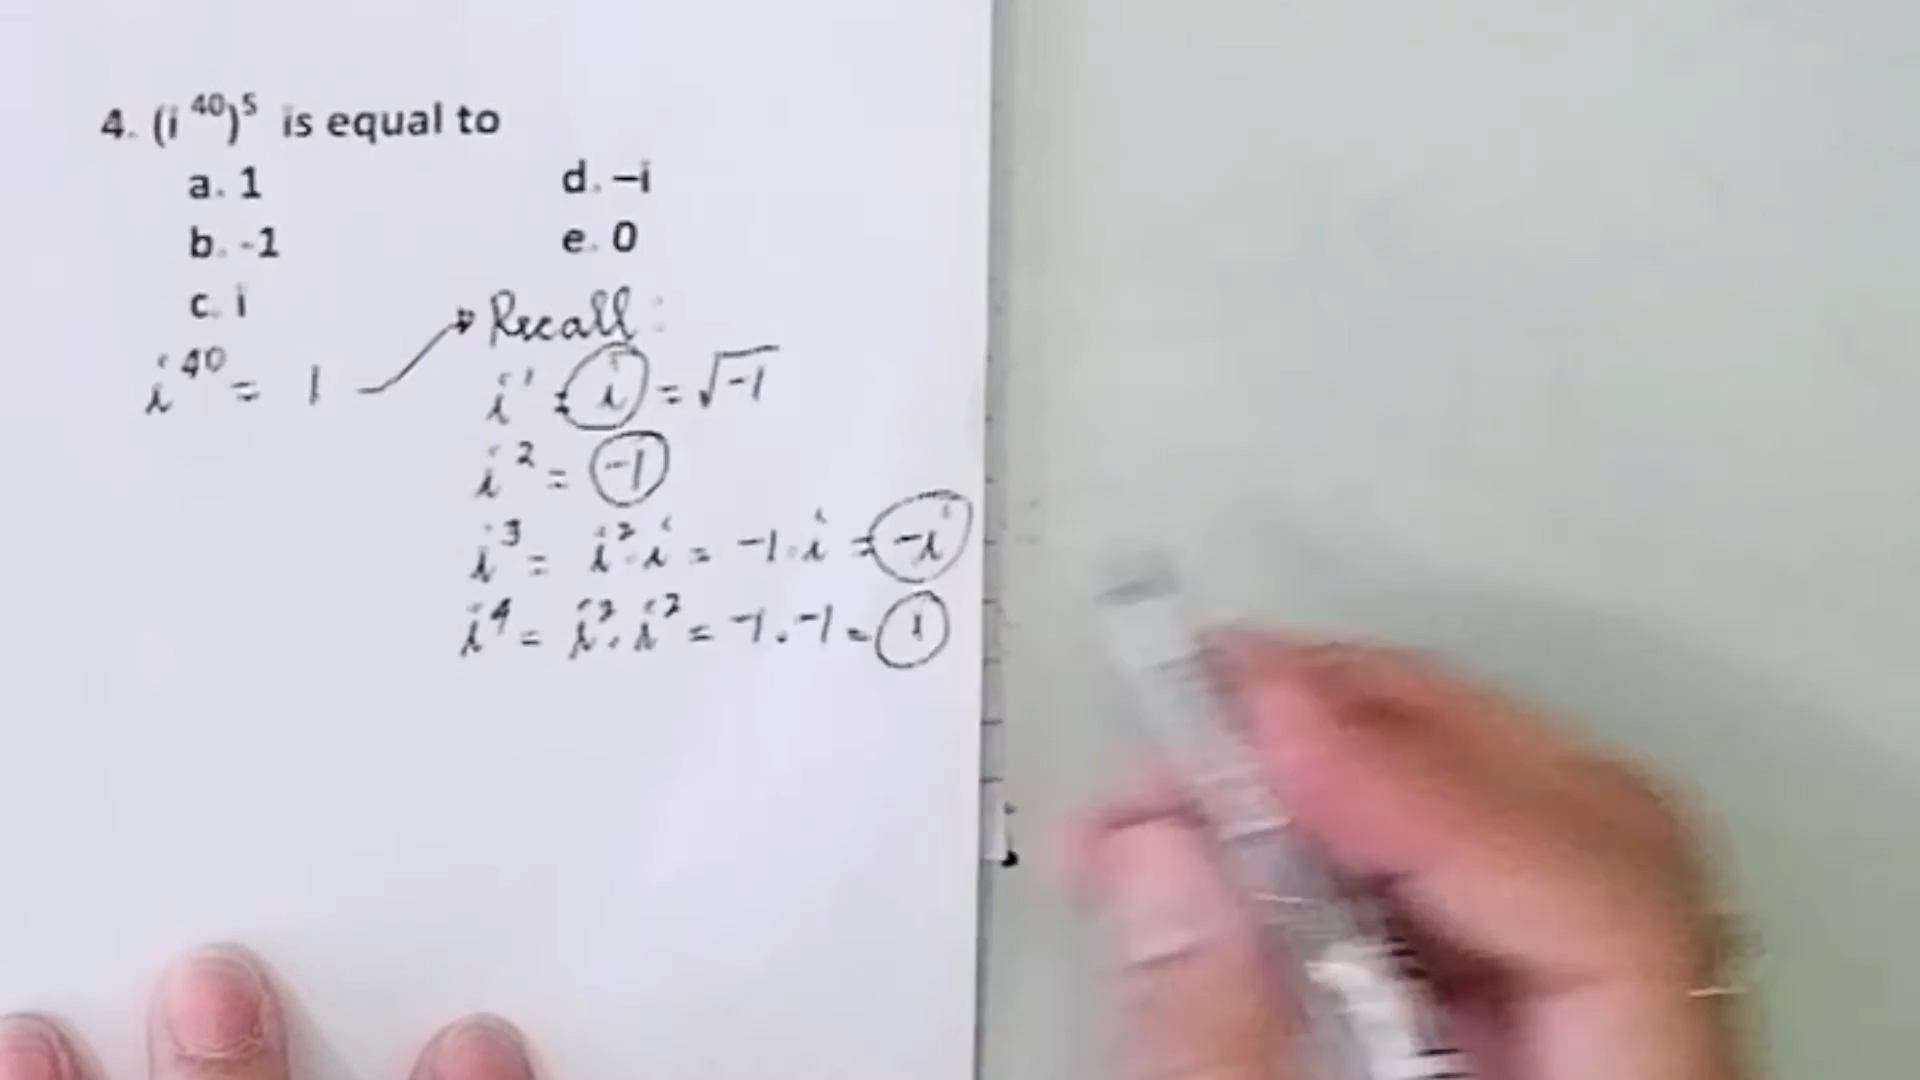 4. (i ⁴⁰)⁵ is equal to
a. 1
d. –i
b. -1
e. 0
c. i
Recall:
i⁴⁰ = 1
i¹ = i = √-1
i² = -1
i³ = i² · i = -1 · i = -i
i⁴ = i² · i² = -1 . -1 = 1